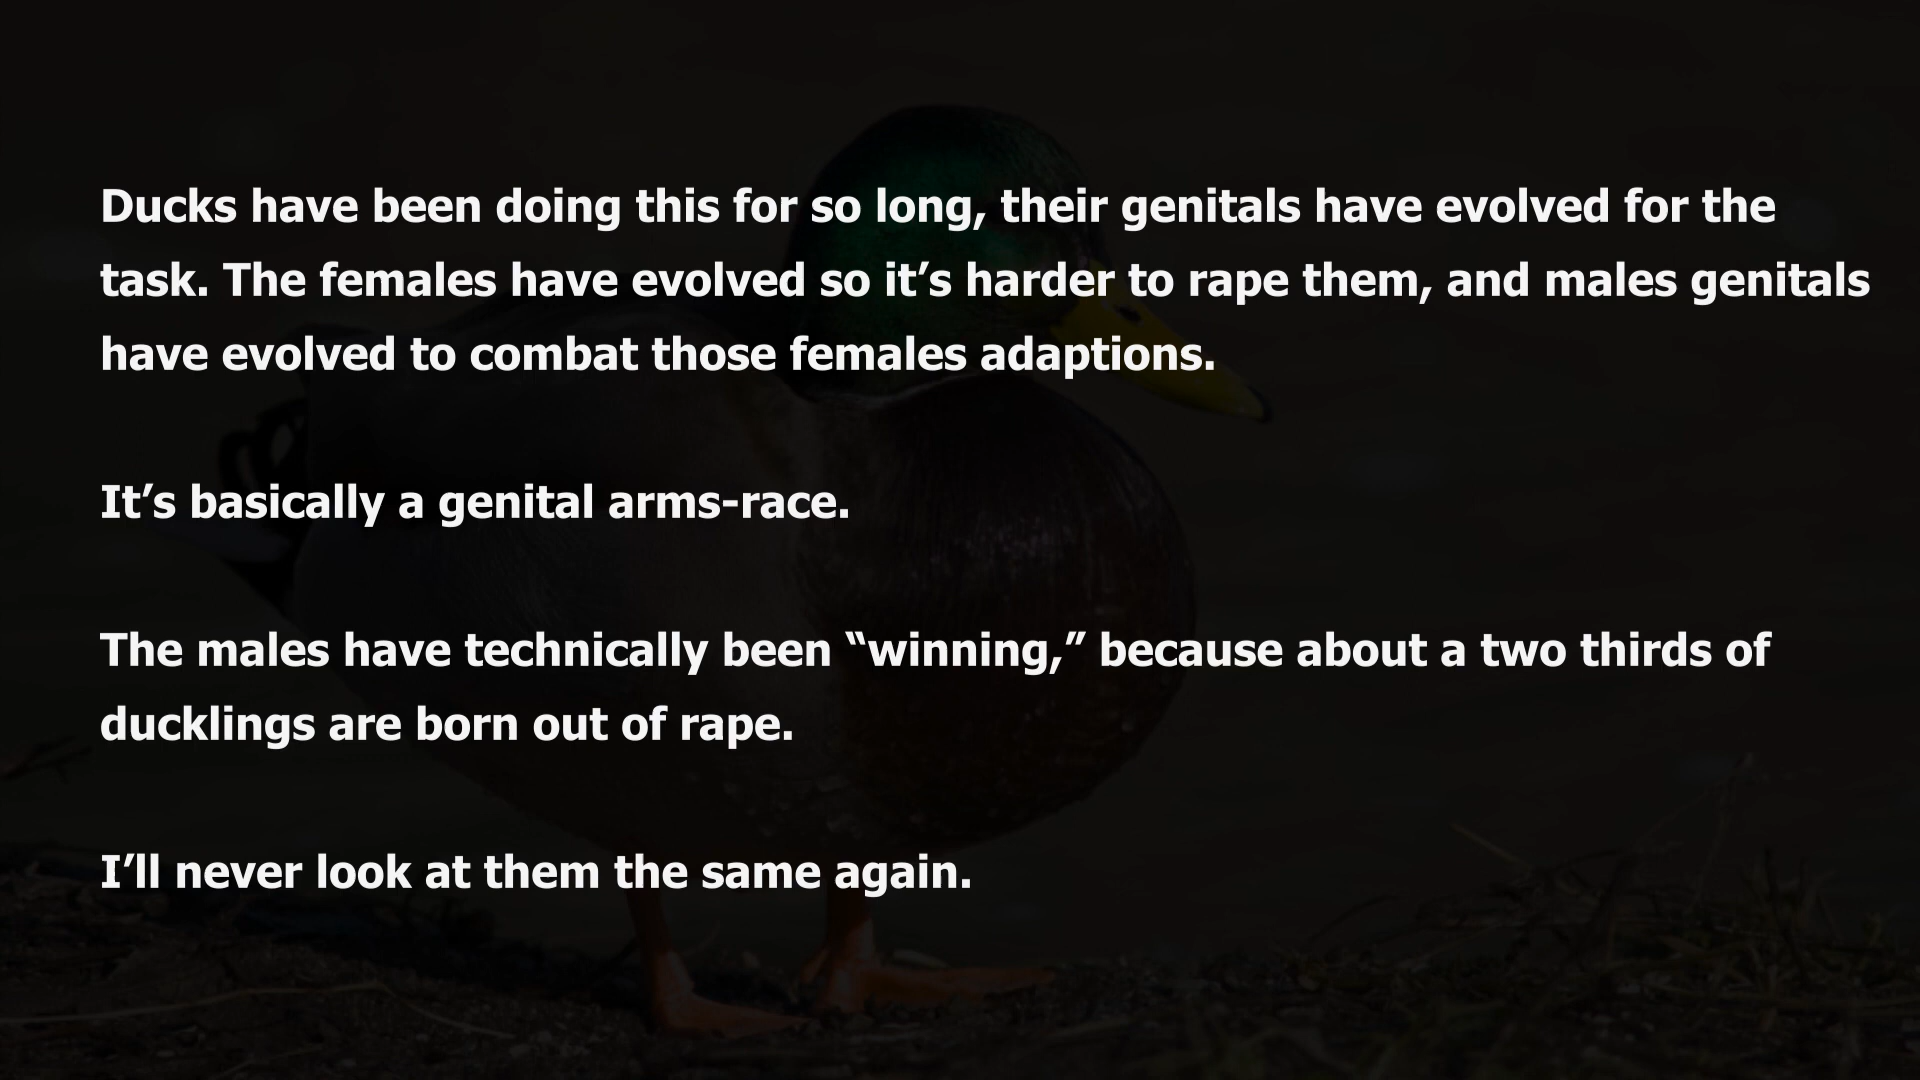 Ducks have been doing this for so long, their genitals have evolved for the
task. The females have evolved so it’s harder to rape them, and males genitals
have evolved to combat those females adaptions.
It’s basically a genital arms-race.
The males have technically been “winning,” because about a two thirds of
ducklings are born out of rape.
I’ll never look at them the same again.